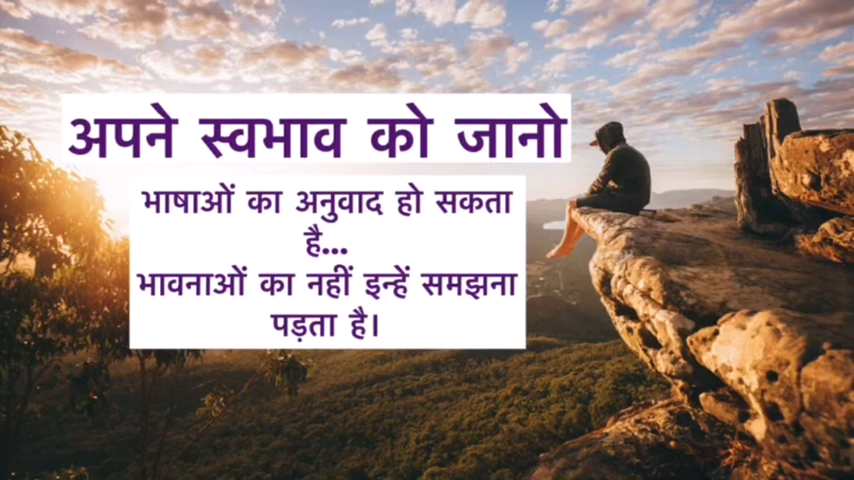 अपने स्वभाव को जानो
भाषाओं का अनुवाद हो सकता
है...
भावनाओं का नहीं इन्हें समझना
पड़ता है।